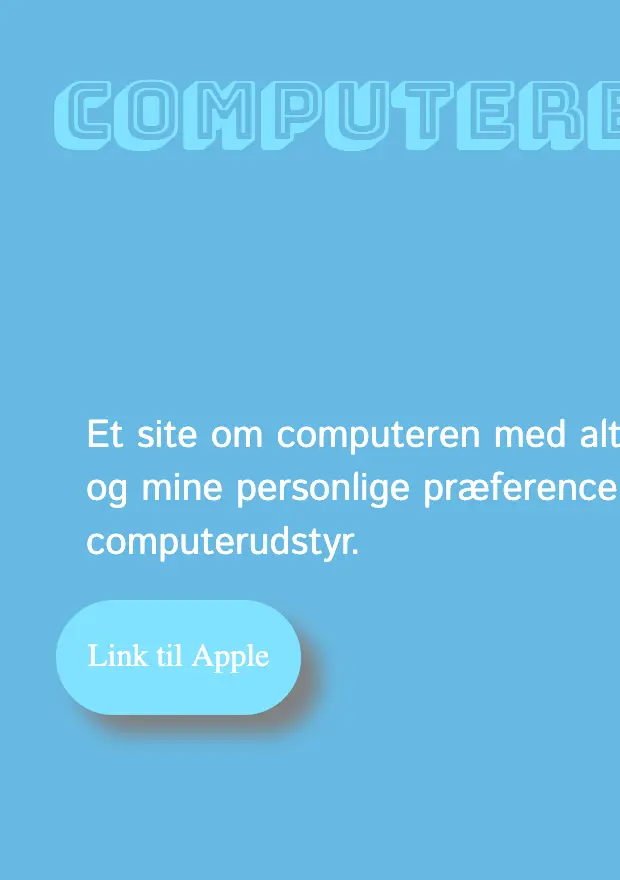 COMPUTERE
Et site om computeren med alt
og mine personlige præference
computerudstyr.
Link til Apple